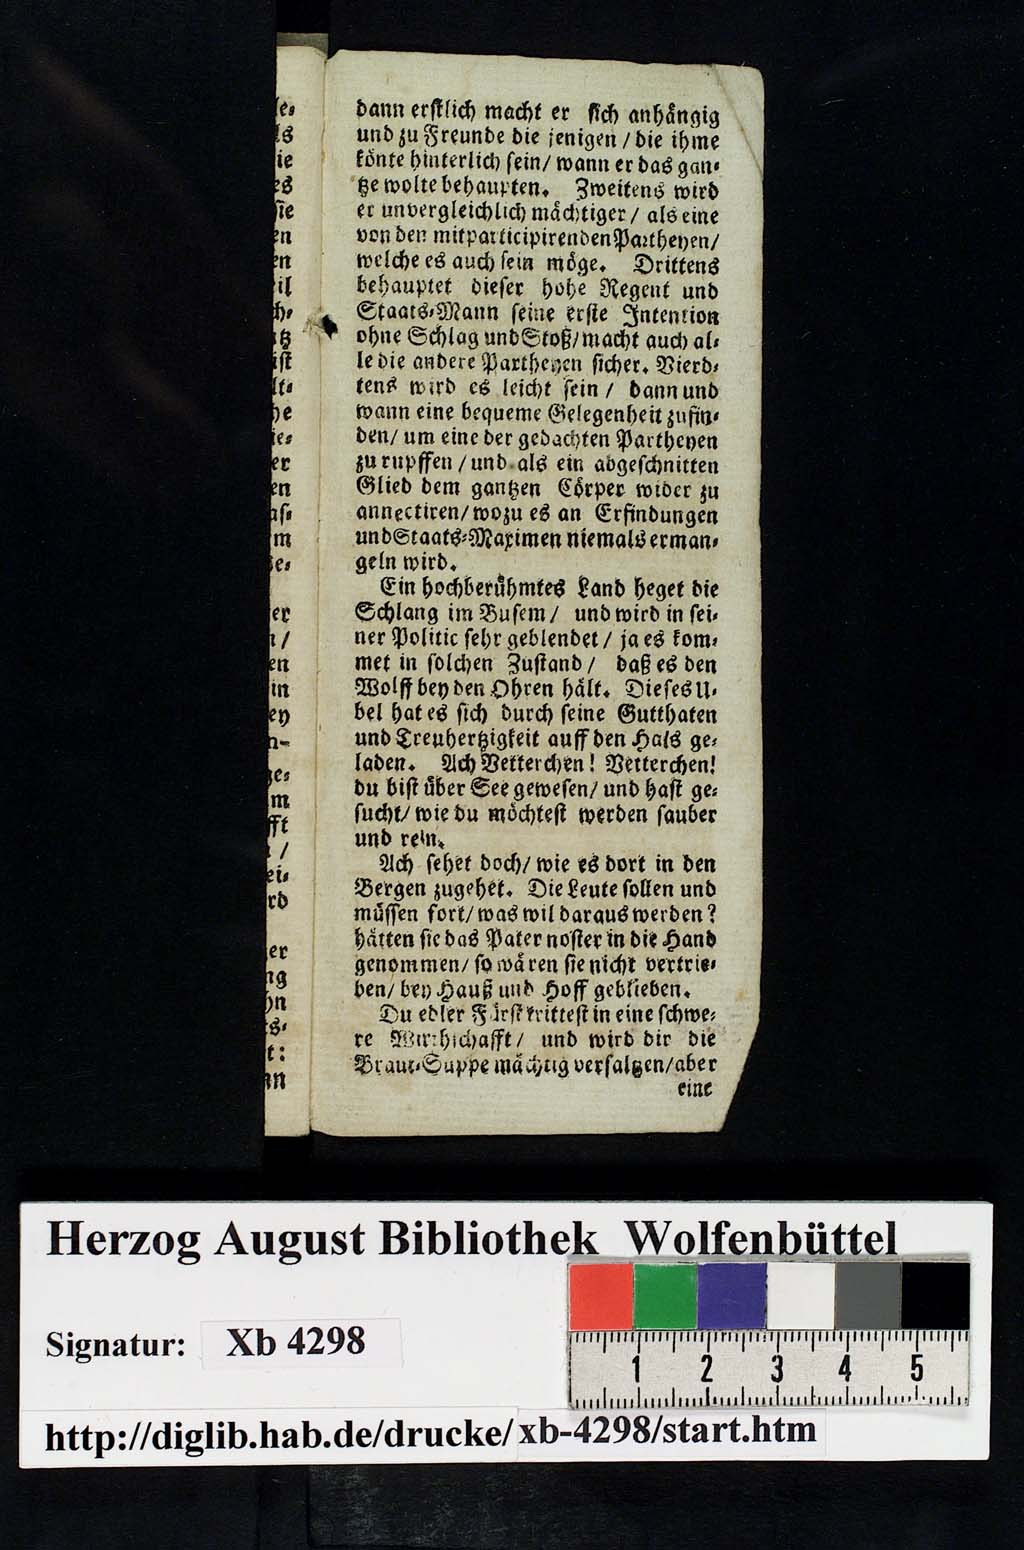 dann erſtlich macht er ſich anhängig
und zu Freunde die jenigen / die ihme
könte hinterlich ſein/ wann er das gan⸗
tze wolte behaupten. Zweitens wird
er unvergleichlich mächtiger / als eine
von den mitparticipirenden Partheyen/
welche es auch ſein möge. Drittens
behauptet dieſer hohe Regent und
Staats⸗Mann ſeine erſte Intention
ohne Schlag und Stoß/ macht auch al⸗
le die andere Partheyen ſicher. Vierd⸗
tens wird es leicht ſein / dann und
wann eine bequeme Gelegenheit zufin⸗
den/ um eine der gedachten Partheyen
zu rupffen / und als ein abgeſchnitten
Glied dem gantzen Cörper wider zu
annectiren/ wozu es an Erfindungen
und Staats⸗Maximen niemals erman⸗
geln wird.
Ein hochberühmtes Land heget die
Schlang im Buſem/ und wird in ſei⸗
ner Politic ſehr geblendet / ja es kom⸗
met in ſolchen Zuſtand / daß es den
Wolff bey den Ohren hält. Dieſes U⸗
bel hat es ſich durch ſeine Gutthaten
und Treuhertzigkeit auff den Hals ge⸗
laden. Ach Vetterchen! Vetterchen!
du biſt über See geweſen/ und haſt ge⸗
ſucht/ wie du möchteſt werden ſauber
und rein.
Ach ſehet doch/ wie es dort in den
Bergen zugehet. Die Leute ſollen und
müſſen fort/ was wil daraus werden?
hätten ſie das Pater noſter in die Hand
genommen/ ſo wären ſie nicht vertrie⸗
ben/ bey Hauß und Hoff geblieben.
Du edler Fürſt trittest in eine ſchwe⸗
re Wirthſchafft/ und wird dir die
Braut⸗Suppe mächtig verſaltzen/ aber
eine
Herzog August Bibliothek Wolfenbüttel
Signatur: Xb 4298
1 2 3 4 5
http://diglib.hab.de/drucke/xb-4298/start.htm